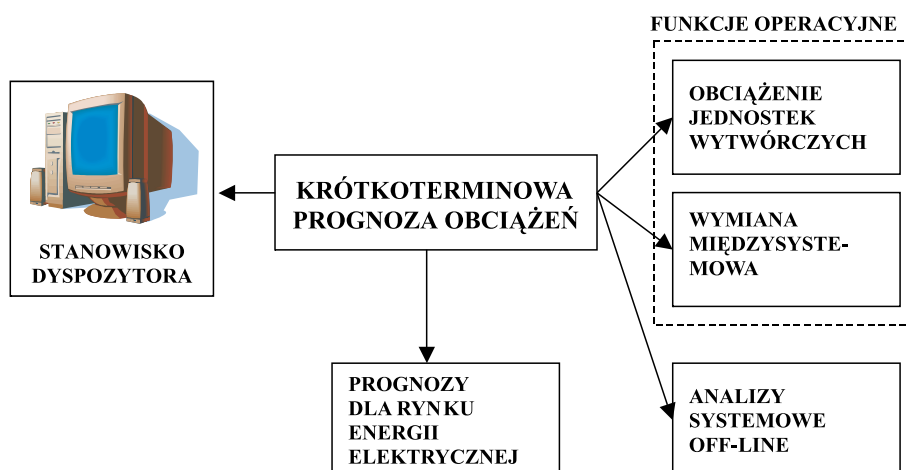 FUNKCJE OPERACYJNE
OBCIĄŻENIE
JEDNOSTEK
WYTWÓRCZYCH
KRÓTKOTERMINOWA
PROGNOZA OBCIĄŻEŃ
STANOWISKO
DYSPOZYTORA
WYMIANA
MIĘDZYSYSTE-
MOWA
PROGNOZY
DLA RYNKU
ENERGII
ELEKTRYCZNEJ
ANALIZY
SYSTEMOWE
OFF-LINE